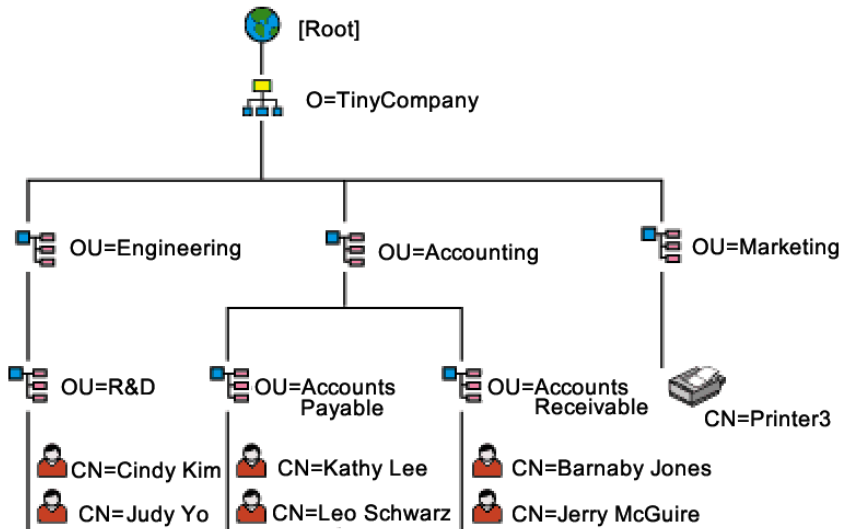 [Root]
O=TinyCompany
OU=Engineering
OU=Accounting
OU=Marketing
OU=R&D
OU=Accounts
Payable
OU=Accounts
Receivable
CN=Printer3
CN=Cindy Kim
CN=Kathy Lee
CN=Barnaby Jones
CN=Judy Yo
CN=Leo Schwarz
CN=Jerry McGuire